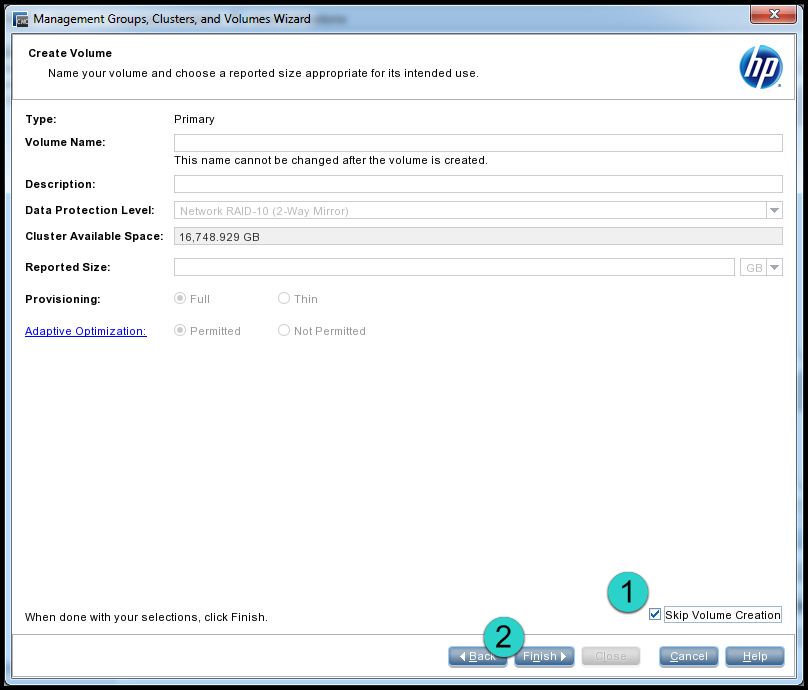 CMC Management Groups, Clusters, and Volumes Wizard
Create Volume
Name your volume and choose a reported size appropriate for its intended use.
hp
Type: Primary
Volume Name:
This name cannot be changed after the volume is created.
Description:
Data Protection Level: Network RAID-10 (2-Way Mirror)
Cluster Available Space: 16,748.929 GB
Reported Size: GB
Provisioning: Full Thin
Adaptive Optimization: Permitted Not Permitted
1
When done with your selections, click Finish. Skip Volume Creation
2
Back Finish Close Cancel Help